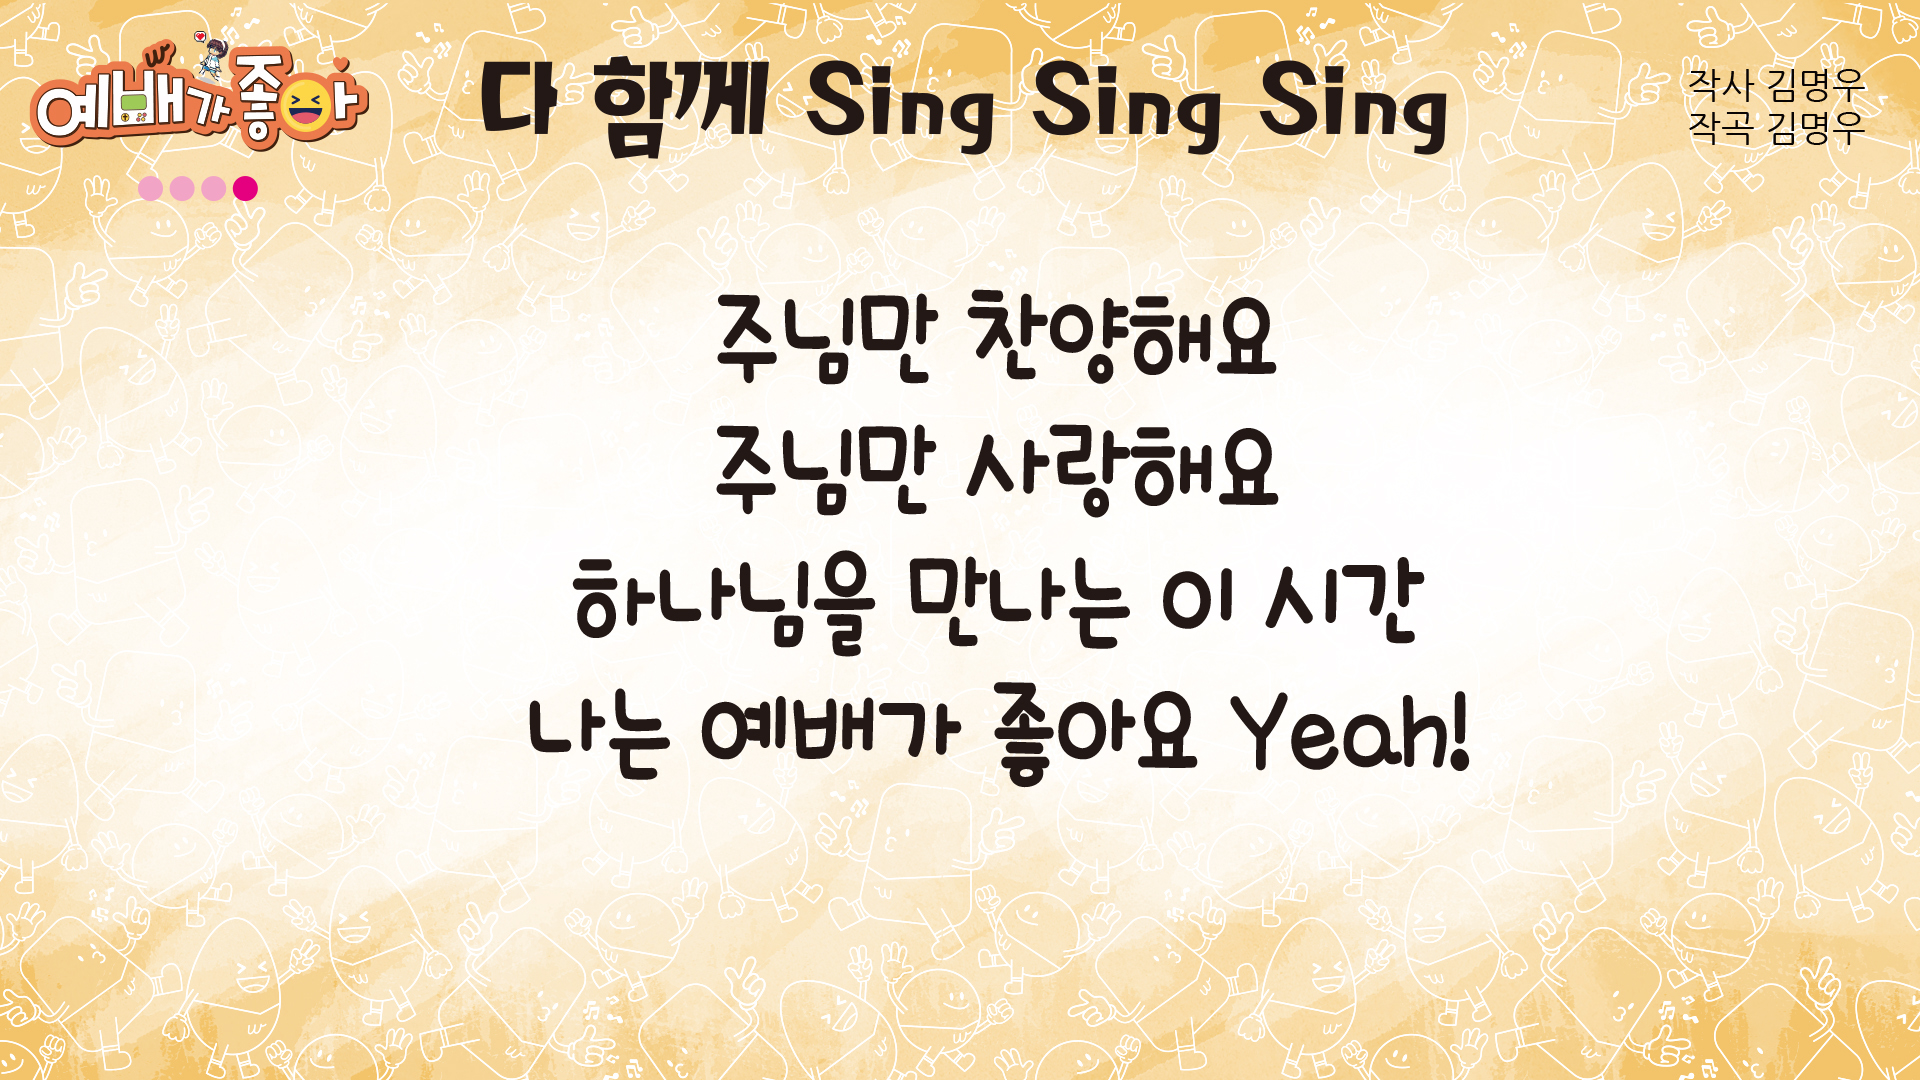 예배가 좋아
다 함께 Sing Sing Sing
작사 김명우
작곡 김명우
주님만 찬양해요
주님만 사랑해요
하나님을 만나는 이 시간
나는 예배가 좋아요 Yeah!